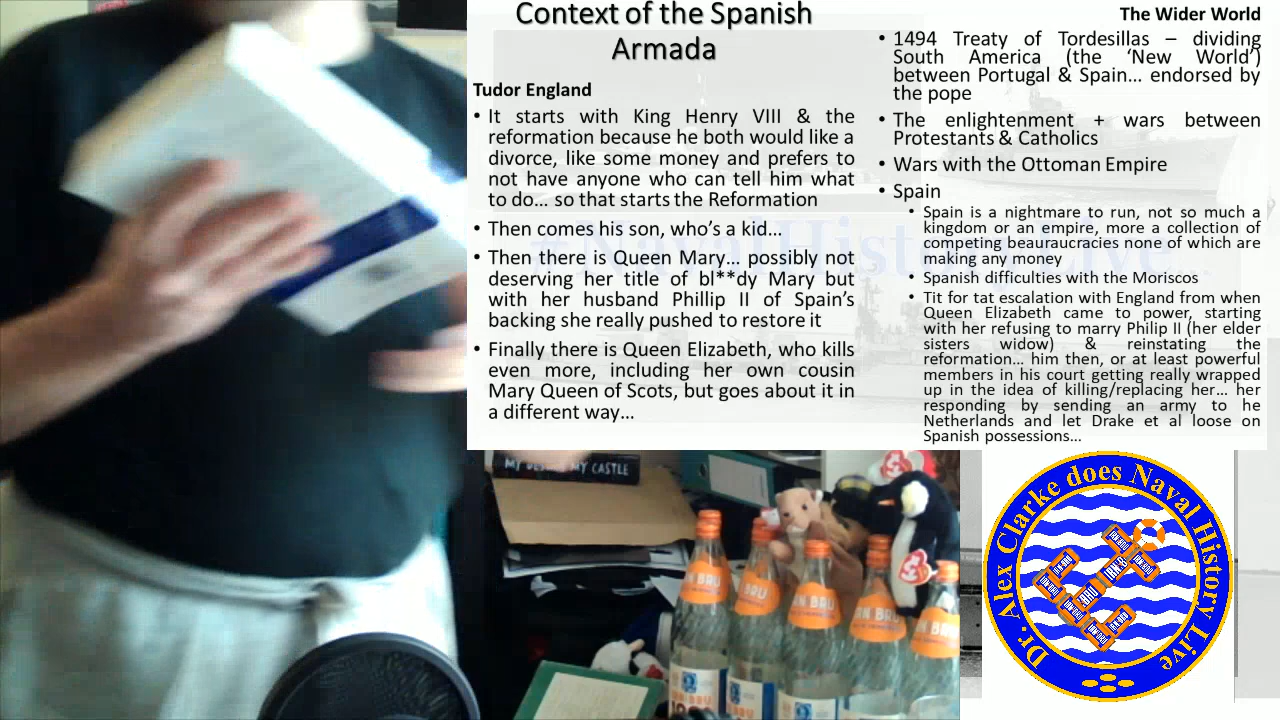 Context of the Spanish
Armada
Tudor England
• It starts with King Henry VIII & the
reformation because he both would like a
divorce, like some money and prefers to
not have anyone who can tell him what
to do… so that starts the Reformation
• Then comes his son, who's a kid…
• Then there is Queen Mary… possibly not
deserving her title of bl**dy Mary but
with her husband Phillip II of Spain's
backing she really pushed to restore it
• Finally there is Queen Elizabeth, who kills
even more, including her own cousin
Mary Queen of Scots, but goes about it in
a different way…
The Wider World
• 1494 Treaty of Tordesillas – dividing
South America (the 'New World')
between Portugal & Spain… endorsed by
the pope
• The enlightenment + wars between
Protestants & Catholics
• Wars with the Ottoman Empire
• Spain
• Spain is a nightmare to run, not so much a
kingdom or an empire, more a collection of
competing beauraucracies none of which are
making any money
• Spanish difficulties with the Moriscos
• Tit for tat escalation with England from when
Queen Elizabeth came to power, starting
with her refusing to marry Philip II (her elder
sisters widow) & reinstating the
reformation… him then, or at least powerful
members in his court getting really wrapped
up in the idea of killing/replacing her… her
responding by sending an army to he
Netherlands and let Drake et al loose on
Spanish possessions…
#NavalHistoryLive
MY CASTLE
BRU
BRU
RN BRU
N BRU
N BRU
ty
ty
Dr. Alex Clarke does Naval History Live